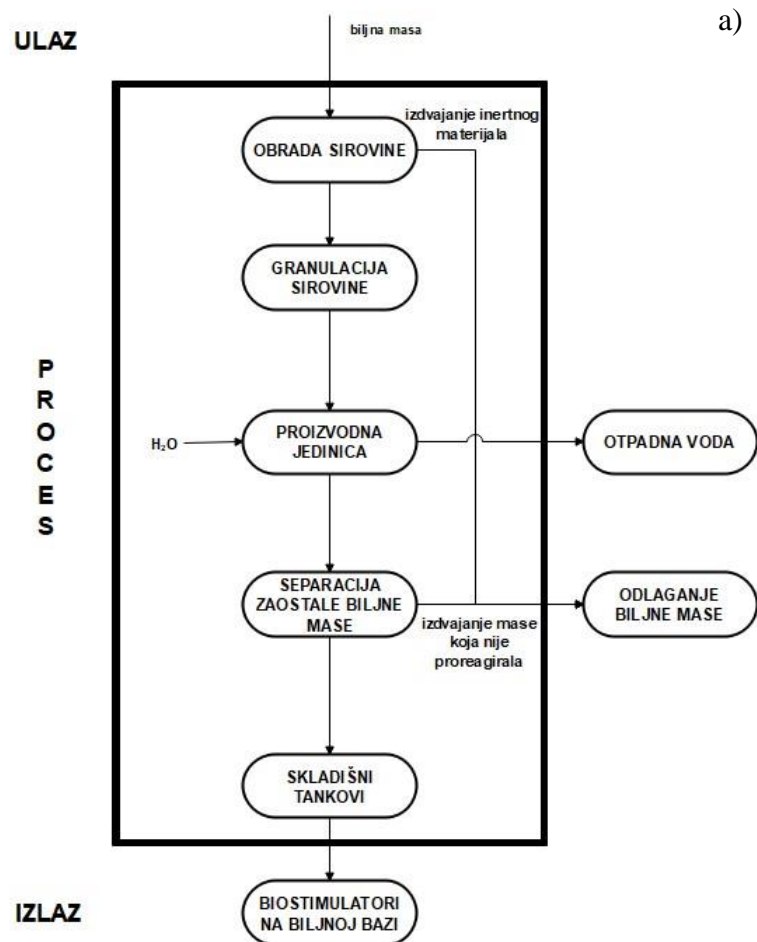 a)
ULAZ
biljna masa
izdvajanje inertnog
materijala
OBRADA SIROVINE
GRANULACIJA
SIROVINE
P
R
O
C
E
S
H₂O
PROIZVODNA
JEDINICA
OTPADNA VODA
SEPARACIJA
ZAOSTALE BILJNE
MASE
izdvajanje mase
koja nije
proreagirala
ODLAGANJE
BILJNE MASE
SKLADIŠNI
TANKOVI
IZLAZ
BIOSTIMULATORI
NA BILJNOJ BAZI